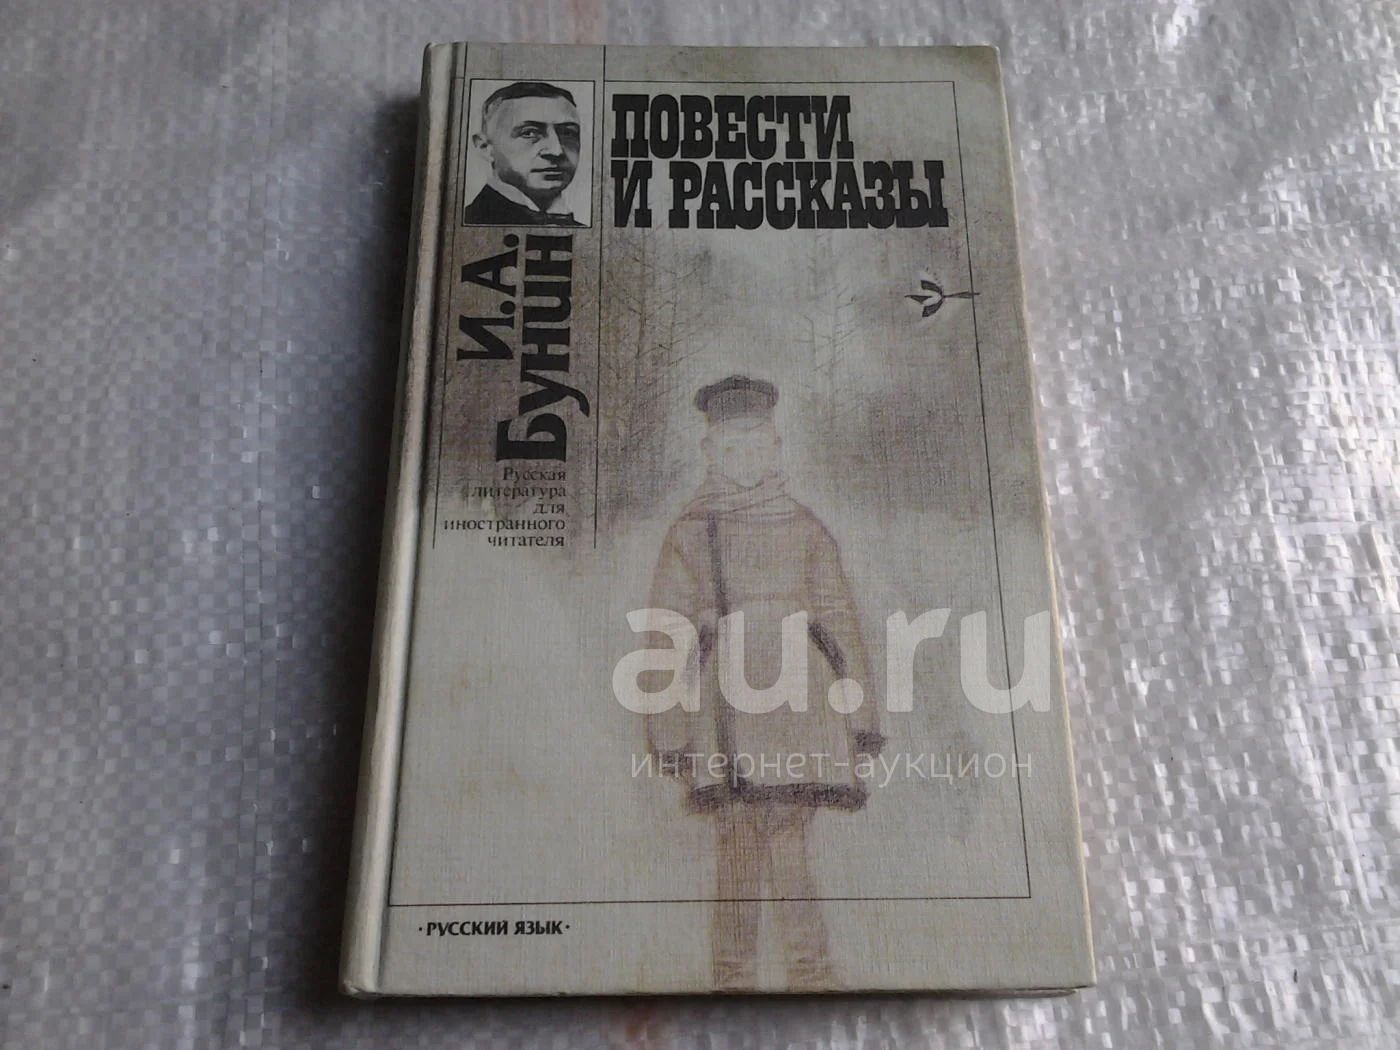 ПОВЕСТИ
И РАССКАЗЫ
И.А.
Бунин
Русская
литература
для
иностранного
читателя
au.ru
интернет-аукцион
·РУССКИЙ ЯЗЫК·